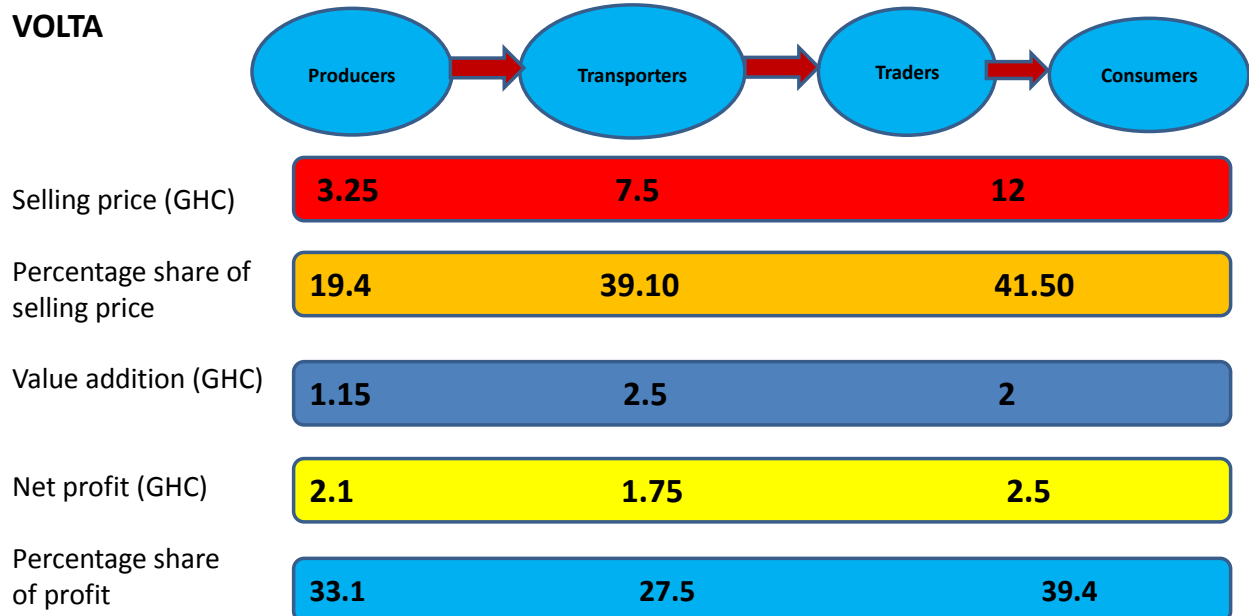 VOLTA
Producers Transporters Traders Consumers
Selling price (GHC) 3.25 7.5 12
Percentage share of
selling price 19.4 39.10 41.50
Value addition (GHC) 1.15 2.5 2
Net profit (GHC) 2.1 1.75 2.5
Percentage share
of profit 33.1 27.5 39.4